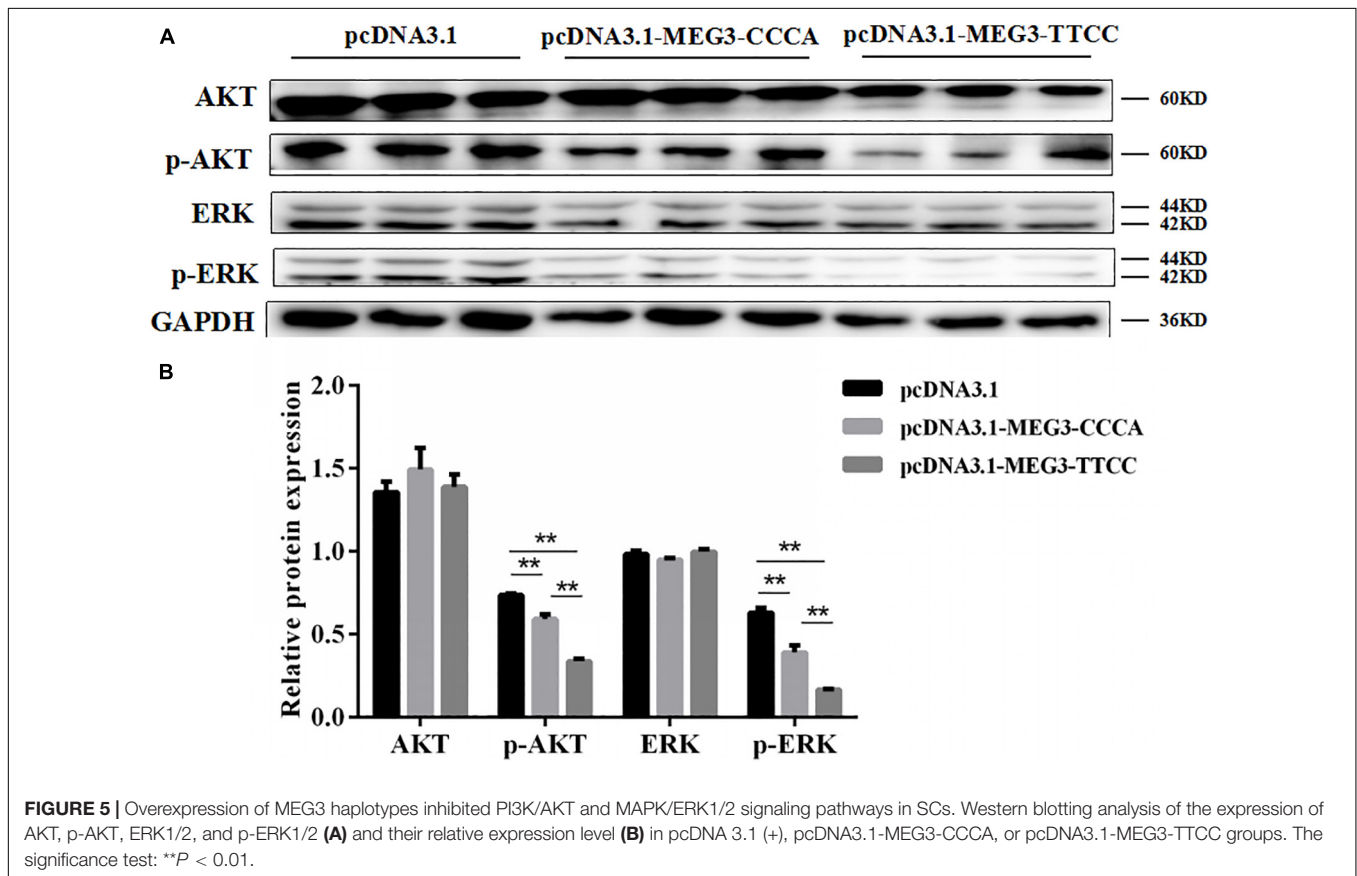 A
pcDNA3.1 pcDNA3.1-MEG3-CCCA pcDNA3.1-MEG3-TTCC
AKT 60KD
p-AKT 60KD
ERK 44KD
42KD
p-ERK 44KD
42KD
GAPDH 36KD
B
Relative protein expression
2.0
1.5
1.0
0.5
0.0
** ** **
** ** **
AKT p-AKT ERK p-ERK
pcDNA3.1
pcDNA3.1-MEG3-CCCA
pcDNA3.1-MEG3-TTCC
FIGURE 5 | Overexpression of MEG3 haplotypes inhibited PI3K/AKT and MAPK/ERK1/2 signaling pathways in SCs. Western blotting analysis of the expression of
AKT, p-AKT, ERK1/2, and p-ERK1/2 (A) and their relative expression level (B) in pcDNA 3.1 (+), pcDNA3.1-MEG3-CCCA, or pcDNA3.1-MEG3-TTCC groups. The
significance test: **P < 0.01.